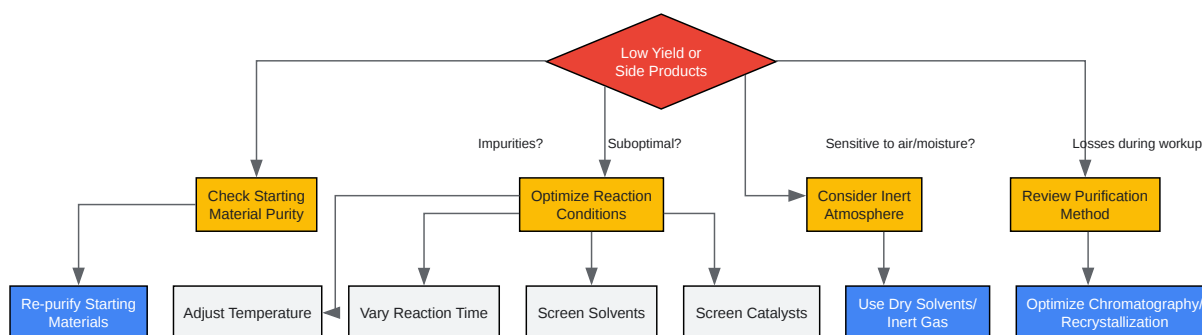 Low Yield or
Side Products
Impurities?
Suboptimal?
Sensitive to air/moisture?
Losses during workup
Check Starting
Material Purity
Optimize Reaction
Conditions
Consider Inert
Atmosphere
Review Purification
Method
Re-purify Starting
Materials
Adjust Temperature
Vary Reaction Time
Screen Solvents
Screen Catalysts
Use Dry Solvents/
Inert Gas
Optimize Chromatography/
Recrystallization